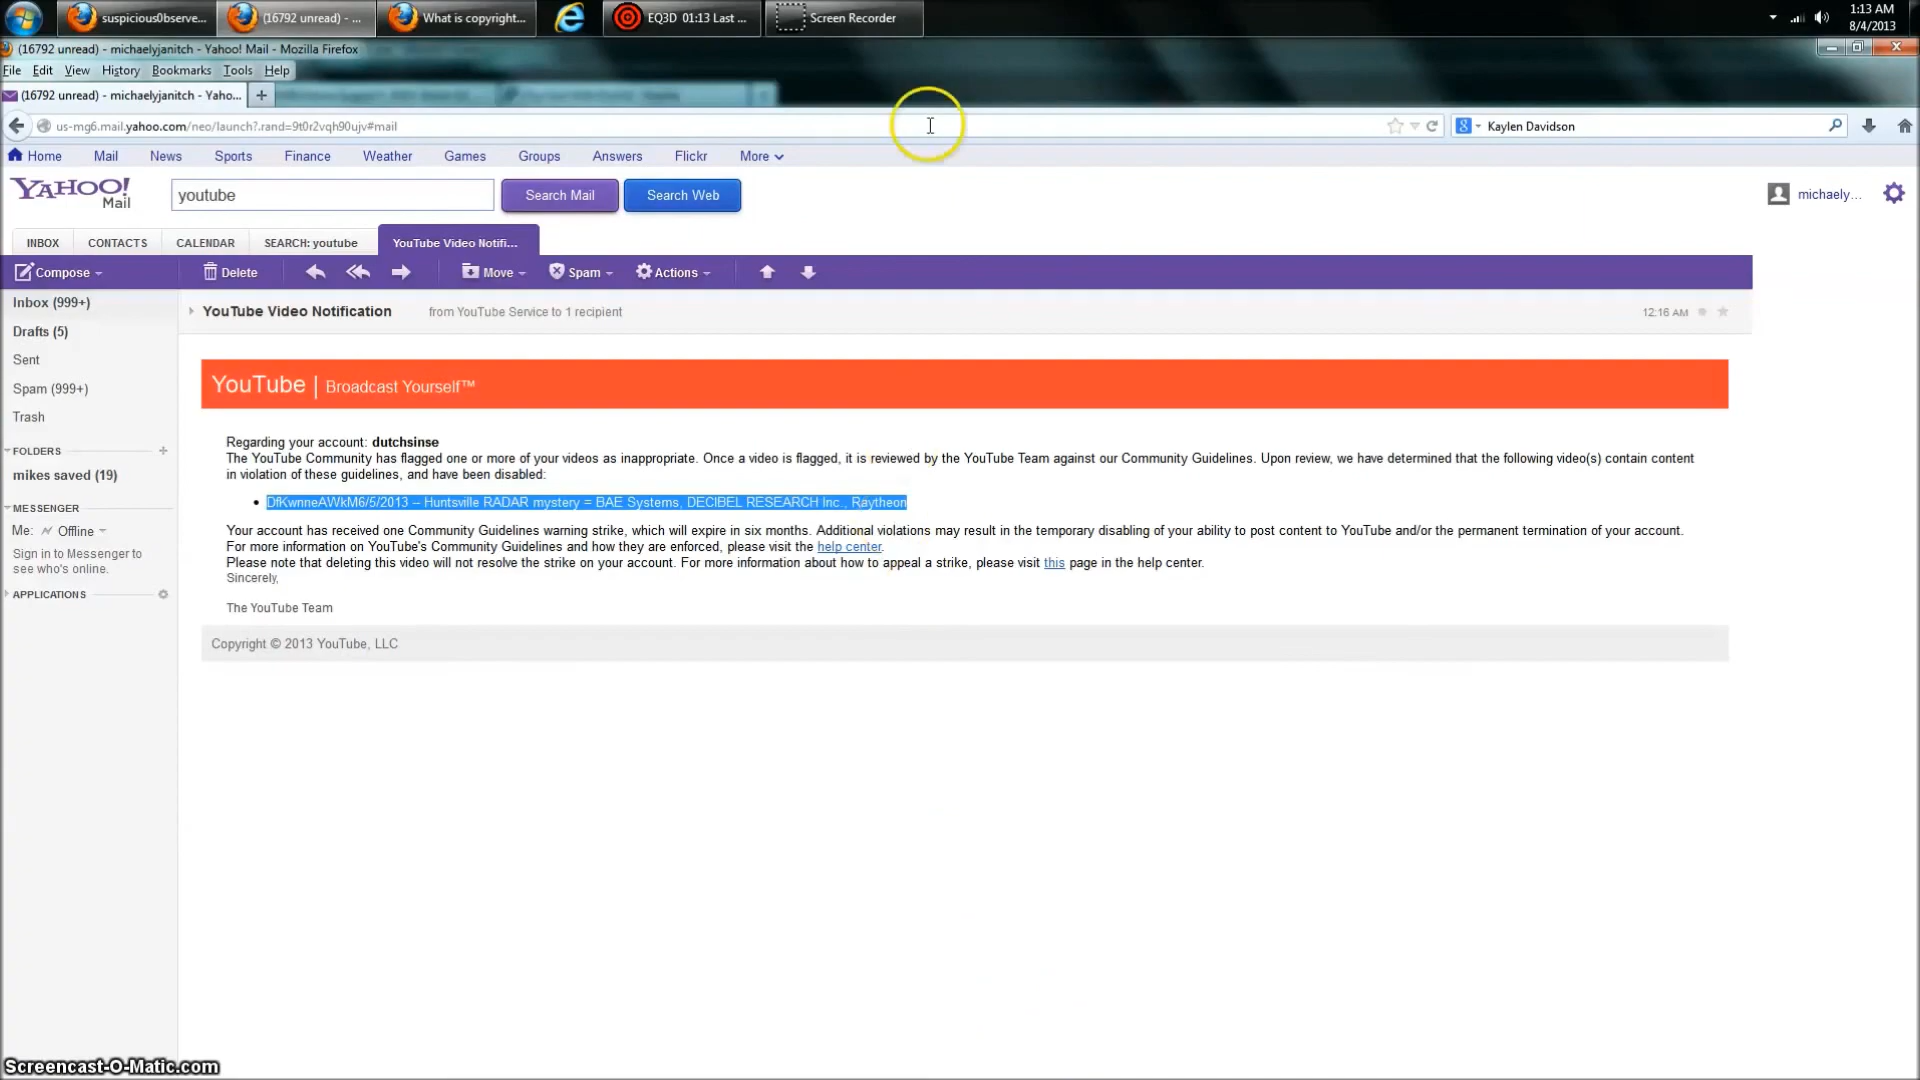 suspicious0bserve...
(16792 unread) - ...
What is copyright...
EQ3D 01:13 Last ...
Screen Recorder
1:13 AM
8/4/2013
(16792 unread) - michaelyjanitch - Yahoo! Mail - Mozilla Firefox
File Edit View History Bookmarks Tools Help
(16792 unread) - michaelyjanitch - Yaho...
us-mg6.mail.yahoo.com/neo/launch?.rand=9t0r2vqh90ujv#mail
Kaylen Davidson
Home Mail News Sports Finance Weather Games Groups Answers Flickr More
YAHOO! Mail
youtube
Search Mail
Search Web
michaely...
INBOX CONTACTS CALENDAR SEARCH: youtube YouTube Video Notifi...
Compose Delete Move Spam Actions
Inbox (999+)
Drafts (5)
Sent
Spam (999+)
Trash
FOLDERS
mikes saved (19)
MESSENGER
Me: Offline
Sign in to Messenger to
see who's online.
APPLICATIONS
YouTube Video Notification from YouTube Service to 1 recipient 12:16 AM
YouTube | Broadcast Yourself™
Regarding your account: dutchsinse
The YouTube Community has flagged one or more of your videos as inappropriate. Once a video is flagged, it is reviewed by the YouTube Team against our Community Guidelines. Upon review, we have determined that the following video(s) contain content
in violation of these guidelines, and have been disabled:
• DfKwnneAWkM6/5/2013 -- Huntsville RADAR mystery = BAE Systems, DECIBEL RESEARCH Inc., Raytheon
Your account has received one Community Guidelines warning strike, which will expire in six months. Additional violations may result in the temporary disabling of your ability to post content to YouTube and/or the permanent termination of your account.
For more information on YouTube's Community Guidelines and how they are enforced, please visit the help center.
Please note that deleting this video will not resolve the strike on your account. For more information about how to appeal a strike, please visit this page in the help center.
Sincerely,
The YouTube Team
Copyright © 2013 YouTube, LLC
Screencast-O-Matic.com